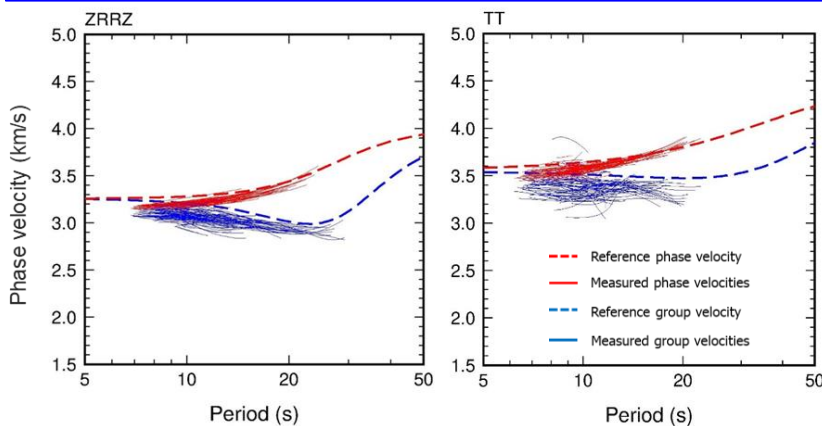 ZRRZ
Phase velocity (km/s)
5.0
4.5
4.0
3.5
3.0
2.5
2.0
1.5
5 10 20 50
Period (s)
TT
5.0
4.5
4.0
3.5
3.0
2.5
2.0
1.5
Reference phase velocity
Measured phase velocities
Reference group velocity
Measured group velocities
5 10 20 50
Period (s)